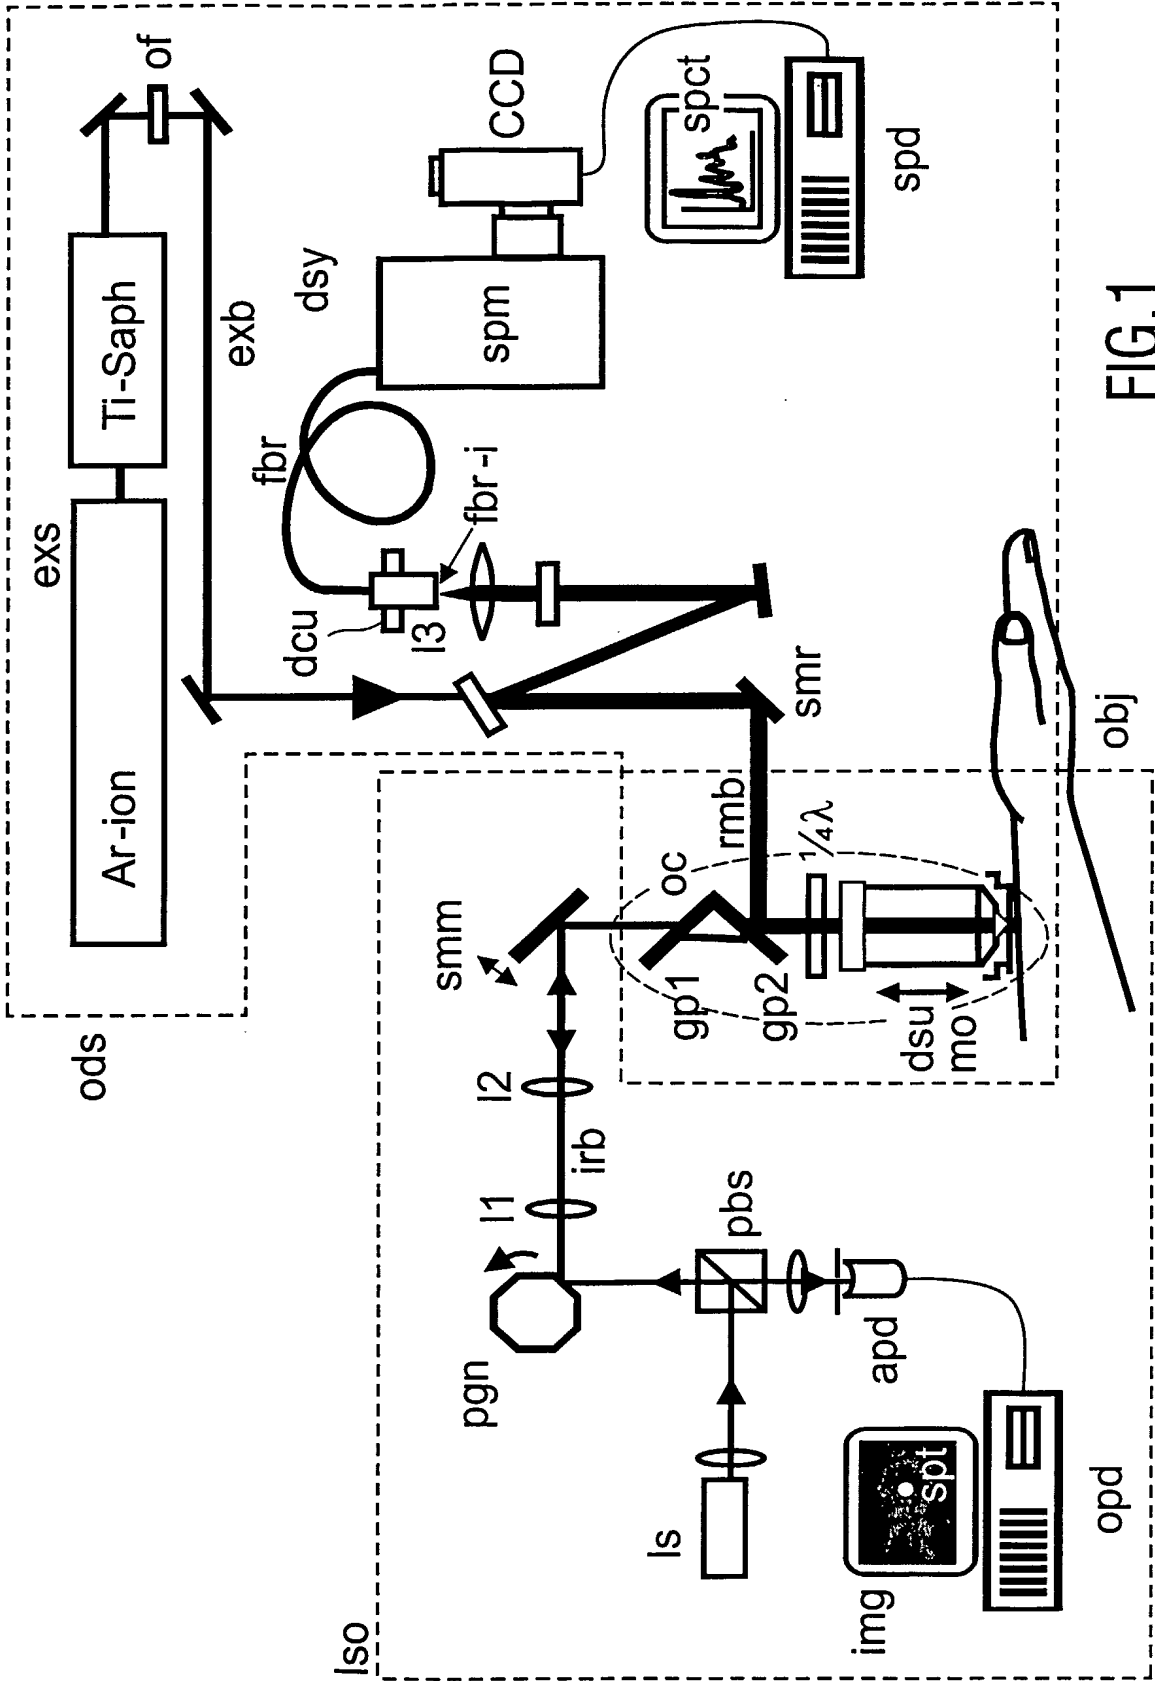 ods
exs
Ar-ion
Ti-Saph
of
exb
dsy
fbr
dcu
l3
fbr-i
spm
CCD
spct
spd
smr
lso
smm
l2
l1
irb
pgn
pbs
ls
apd
img
spt
opd
oc
rmb
gp1
gp2
¼λ
dsu
mo
obj
FIG.1